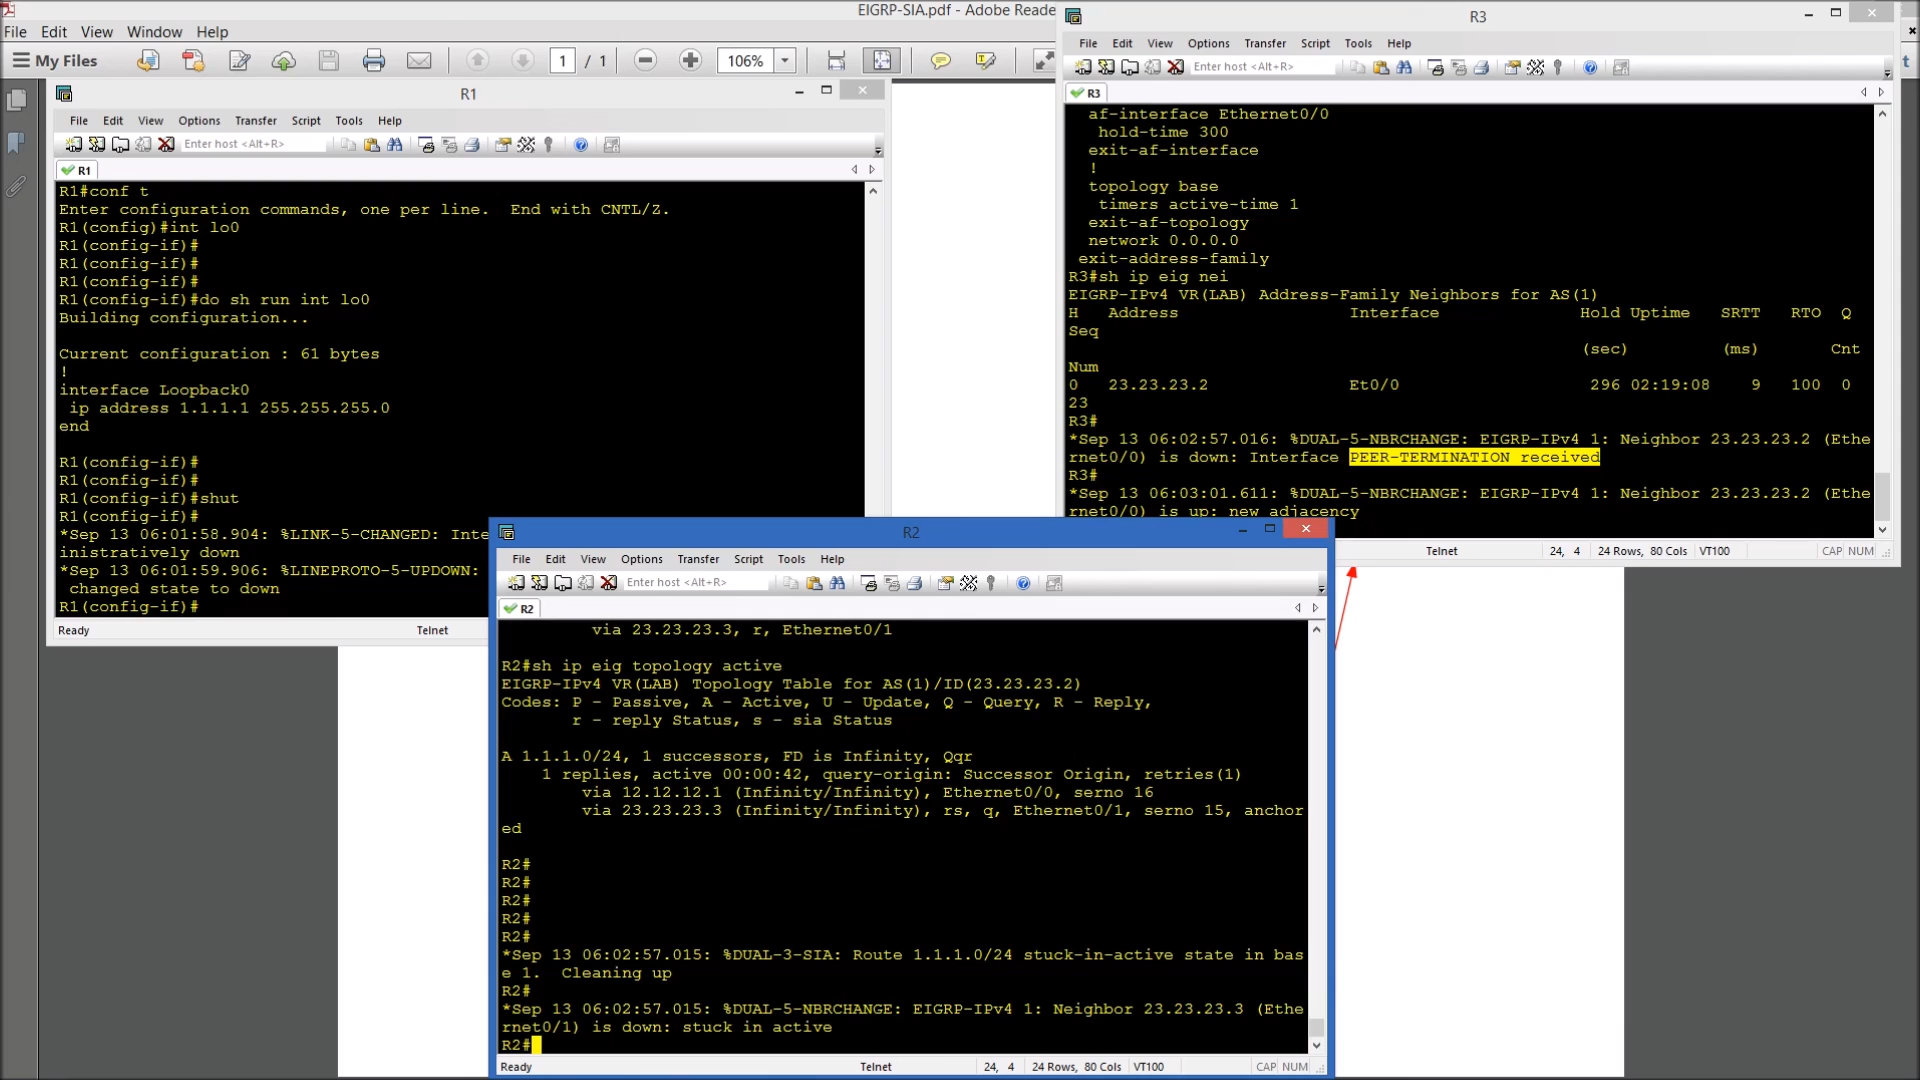 EIGRP-SIA.pdf - Adobe Reade
File Edit View Window Help
My Files
1 / 1
106%
R1
File Edit View Options Transfer Script Tools Help
Enter host <Alt+R>
R1
R1#conf t
Enter configuration commands, one per line.  End with CNTL/Z.
R1(config)#int lo0
R1(config-if)#
R1(config-if)#
R1(config-if)#
R1(config-if)#do sh run int lo0
Building configuration...
Current configuration : 61 bytes
!
interface Loopback0
ip address 1.1.1.1 255.255.255.0
end
R1(config-if)#
R1(config-if)#
R1(config-if)#shut
R1(config-if)#
*Sep 13 06:01:58.904: %LINK-5-CHANGED: Inte
inistratively down
*Sep 13 06:01:59.906: %LINEPROTO-5-UPDOWN:
changed state to down
R1(config-if)#
Ready Telnet
R3
File Edit View Options Transfer Script Tools Help
Enter host <Alt+R>
R3
af-interface Ethernet0/0
hold-time 300
exit-af-interface
!
topology base
timers active-time 1
exit-af-topology
network 0.0.0.0
exit-address-family
R3#sh ip eig nei
EIGRP-IPv4 VR(LAB) Address-Family Neighbors for AS(1)
H   Address                 Interface              Hold Uptime   SRTT   RTO  Q
Seq
(sec)         (ms)       Cnt
Num
0   23.23.23.2              Et0/0                   296 02:19:08    9   100  0
23
R3#
*Sep 13 06:02:57.016: %DUAL-5-NBRCHANGE: EIGRP-IPv4 1: Neighbor 23.23.23.2 (Ethe
rnet0/0) is down: Interface PEER-TERMINATION received
R3#
*Sep 13 06:03:01.611: %DUAL-5-NBRCHANGE: EIGRP-IPv4 1: Neighbor 23.23.23.2 (Ethe
rnet0/0) is up: new adjacency
Telnet 24, 4 24 Rows, 80 Cols VT100 CAP NUM
R2
File Edit View Options Transfer Script Tools Help
Enter host <Alt+R>
R2
via 23.23.23.3, r, Ethernet0/1
R2#sh ip eig topology active
EIGRP-IPv4 VR(LAB) Topology Table for AS(1)/ID(23.23.23.2)
Codes: P - Passive, A - Active, U - Update, Q - Query, R - Reply,
r - reply Status, s - sia Status
A 1.1.1.0/24, 1 successors, FD is Infinity, Qqr
1 replies, active 00:00:42, query-origin: Successor Origin, retries(1)
via 12.12.12.1 (Infinity/Infinity), Ethernet0/0, serno 16
via 23.23.23.3 (Infinity/Infinity), rs, q, Ethernet0/1, serno 15, anchor
ed
R2#
R2#
R2#
R2#
R2#
*Sep 13 06:02:57.015: %DUAL-3-SIA: Route 1.1.1.0/24 stuck-in-active state in bas
e 1.  Cleaning up
R2#
*Sep 13 06:02:57.015: %DUAL-5-NBRCHANGE: EIGRP-IPv4 1: Neighbor 23.23.23.3 (Ethe
rnet0/1) is down: stuck in active
R2#
Ready Telnet 24, 4 24 Rows, 80 Cols VT100 CAP NUM